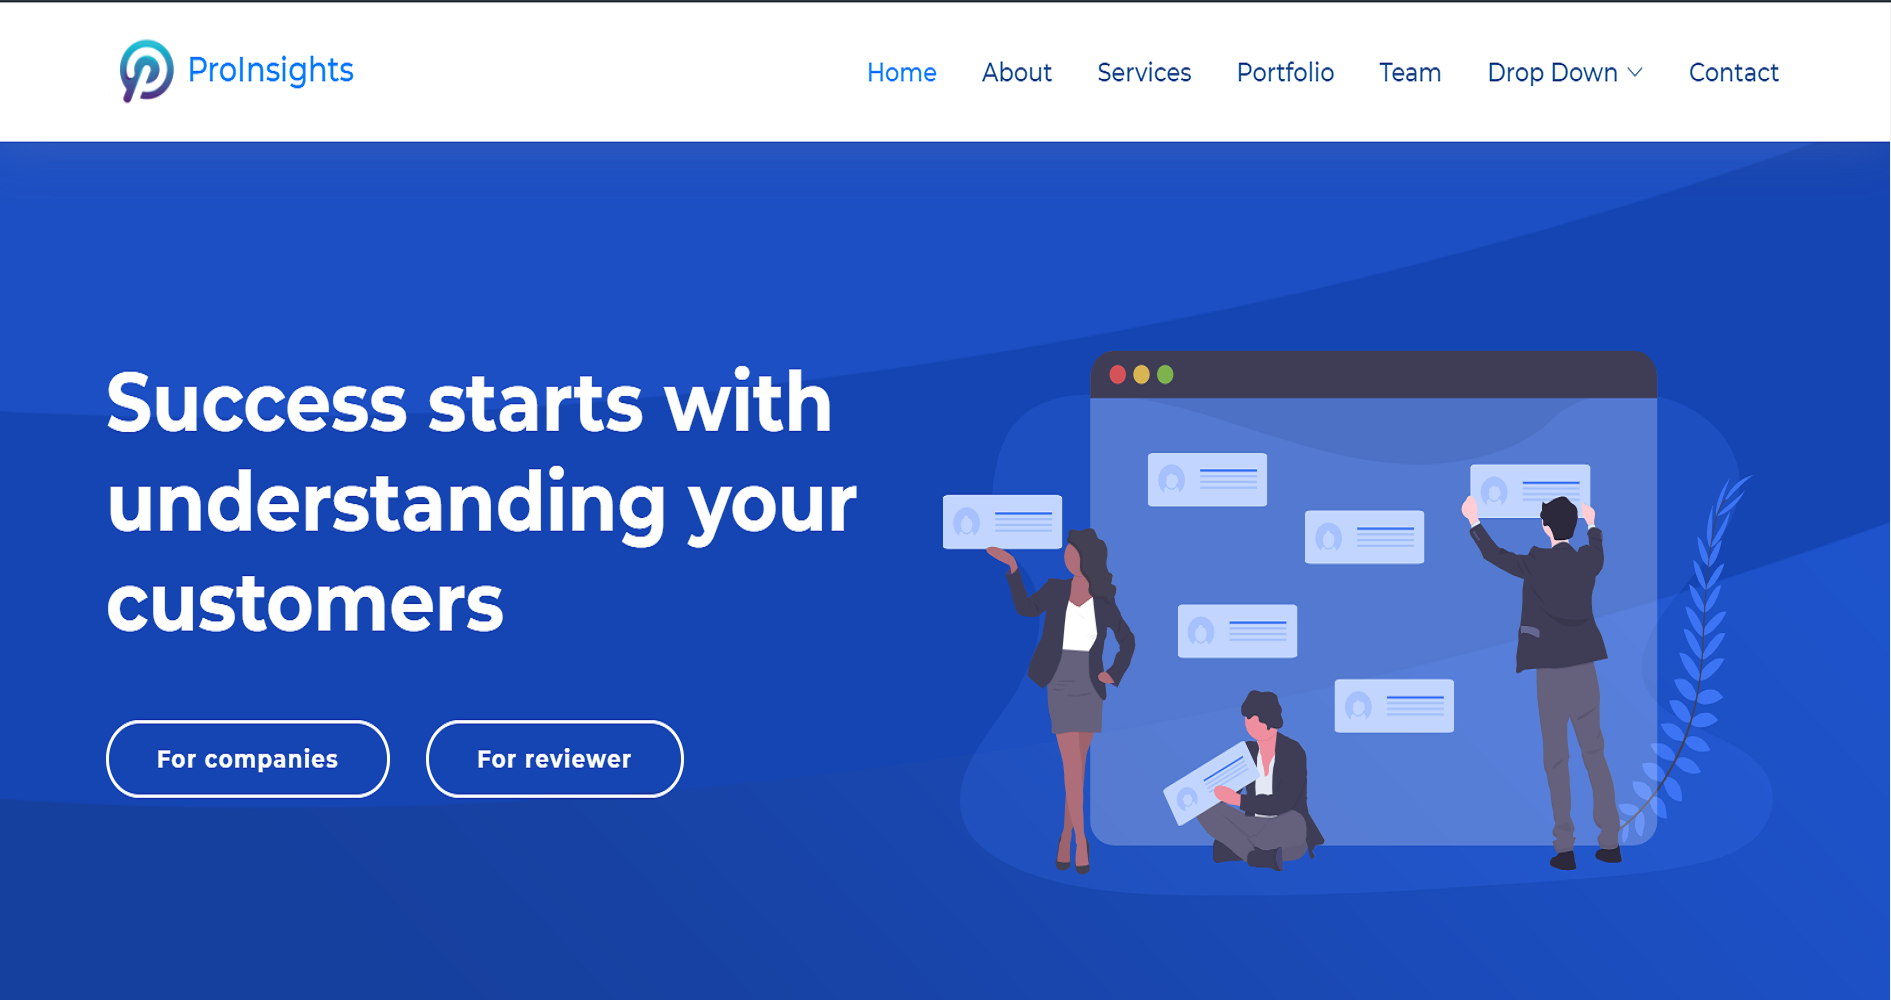 ProInsights
Home About Services Portfolio Team Drop Down Contact
Success starts with
understanding your
customers
For companies For reviewer